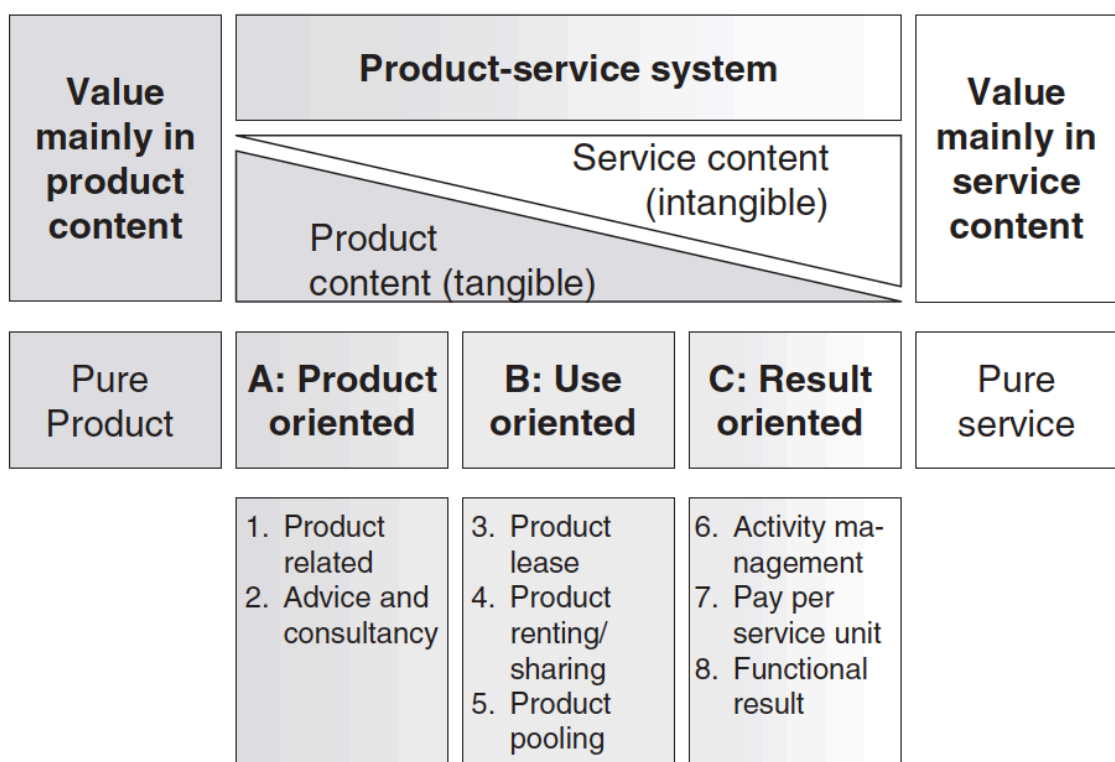 Value
mainly in
product
content
Product-service system
Service content
(intangible)
Product
content (tangible)
Value
mainly in
service
content
Pure
Product
A: Product
oriented
B: Use
oriented
C: Result
oriented
Pure
service
1. Product
related
2. Advice and
consultancy
3. Product
lease
4. Product
renting/
sharing
5. Product
pooling
6. Activity ma-
nagement
7. Pay per
service unit
8. Functional
result